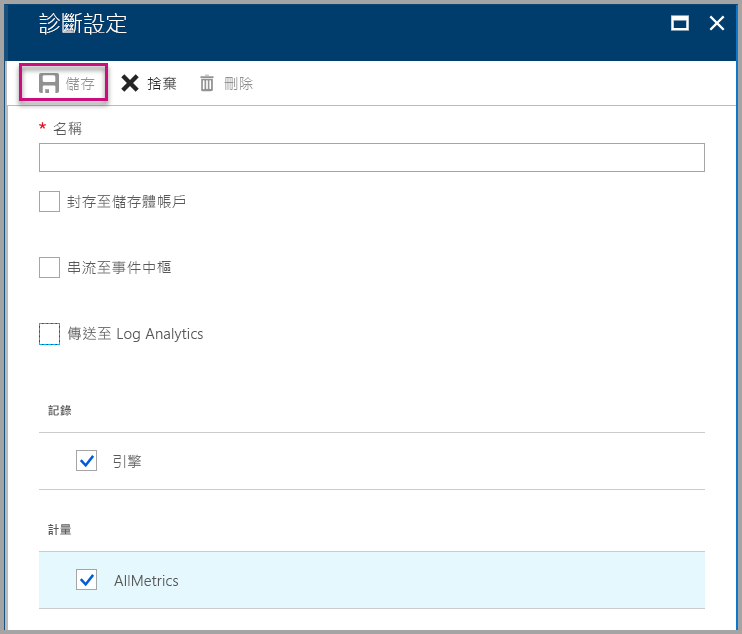 診斷設定
儲存 捨棄 刪除
* 名稱
封存至儲存體帳戶
串流至事件中樞
傳送至 Log Analytics
記錄
引擎
計量
AllMetrics